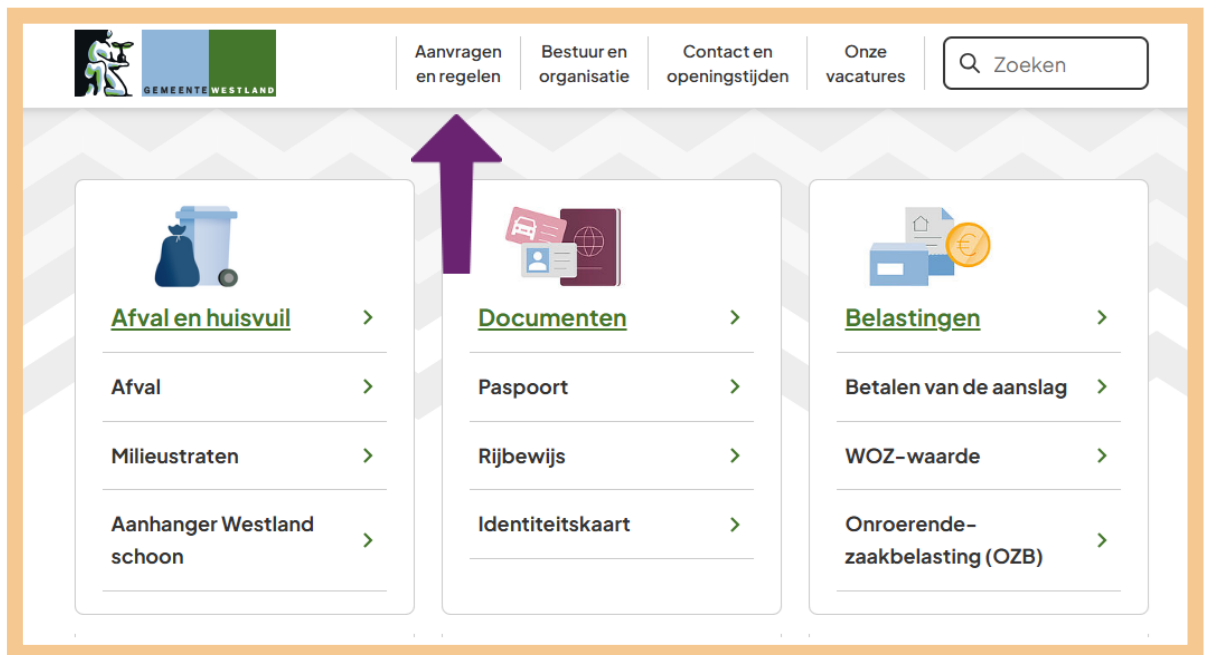 GEMEENTE WESTLAND
Aanvragen
en regelen
Bestuur en
organisatie
Contact en
openingstijden
Onze
vacatures
Zoeken
Afval en huisvuil
Afval
Milieustraten
Aanhanger Westland
schoon
Documenten
Paspoort
Rijbewijs
Identiteitskaart
Belastingen
Betalen van de aanslag
WOZ-waarde
Onroerende-
zaakbelasting (OZB)